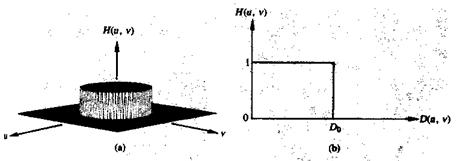 H(u, v)
u
v
(a)
H(u, v)
1
0
D₀
D(u, v)
(b)